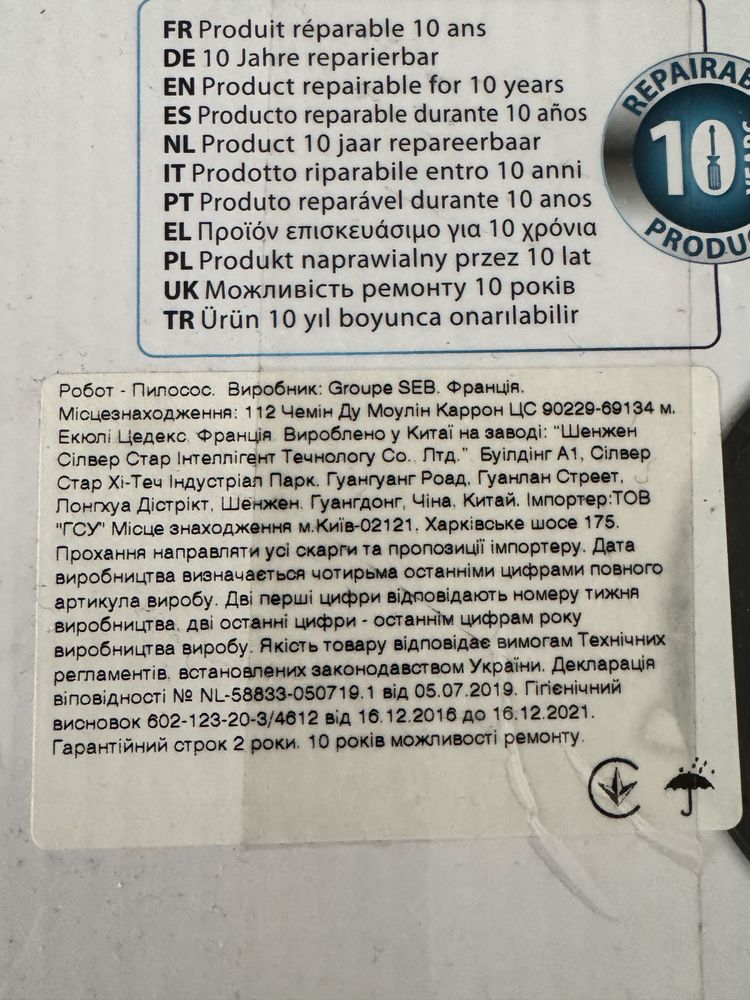 FR Produit réparable 10 ans
DE 10 Jahre reparierbar
EN Product repairable for 10 years
ES Producto reparable durante 10 años
NL Product 10 jaar repareerbaar
IT Prodotto riparabile entro 10 anni
PT Produto reparável durante 10 anos
EL Προϊόν επισκευάσιμο για 10 χρόνια
PL Produkt naprawialny przez 10 lat
UK Можливість ремонту 10 років
TR Ürün 10 yıl boyunca onarılabilir
10
Робот - Пилосос. Виробник: Groupe SEB. Франція.
Місцезнаходження: 112 Чемін Ду Моулін Каррон ЦС 90229-69134 м.
Екюлі Цедекс, Франція. Вироблено у Китаї на заводі: "Шенжен
Сілвер Стар Інтеллігент Течнологу Со. Лтд." Буілдінг А1, Сілвер
Стар Хі-Теч Індустріал Парк. Гуангуанг Роад, Гуанлан Стреет,
Лонгхуа Дістрікт, Шенжен, Гуангдонг, Чіна, Китай. Імпортер:ТОВ
"ГСУ" Місце знаходження м.Київ-02121, Харківське шосе 175.
Прохання направляти усі скарги та пропозиції імпортеру. Дата
виробництва визначається чотирьма останніми цифрами повного
артикула виробу. Дві перші цифри відповідають номеру тижня
виробництва, дві останні цифри - останнім цифрам року
виробництва виробу. Якість товару відповідає вимогам Технічних
регламентів, встановлених законодавством України. Декларація
віповідності № NL-58833-050719.1 від 05.07.2019. Гігієнічний
висновок 602-123-20-3/4612 від 16.12.2016 до 16.12.2021.
Гарантійний строк 2 роки. 10 років можливості ремонту.